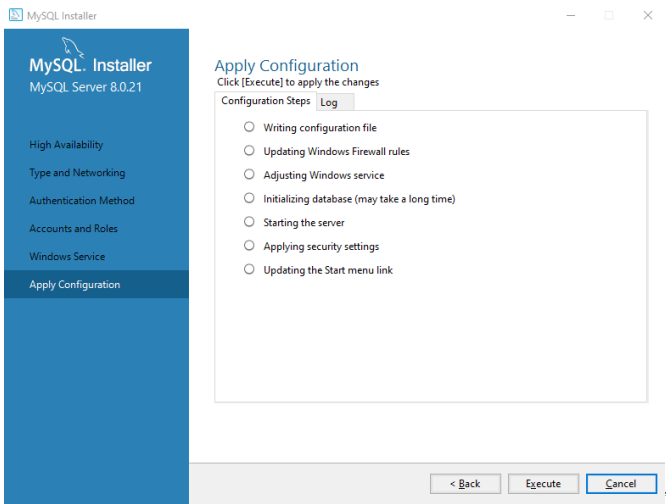 MySQL Installer
MySQL. Installer
MySQL Server 8.0.21
High Availability
Type and Networking
Authentication Method
Accounts and Roles
Windows Service
Apply Configuration
Apply Configuration
Click [Execute] to apply the changes
Configuration Steps Log
Writing configuration file
Updating Windows Firewall rules
Adjusting Windows service
Initializing database (may take a long time)
Starting the server
Applying security settings
Updating the Start menu link
< Back Execute Cancel